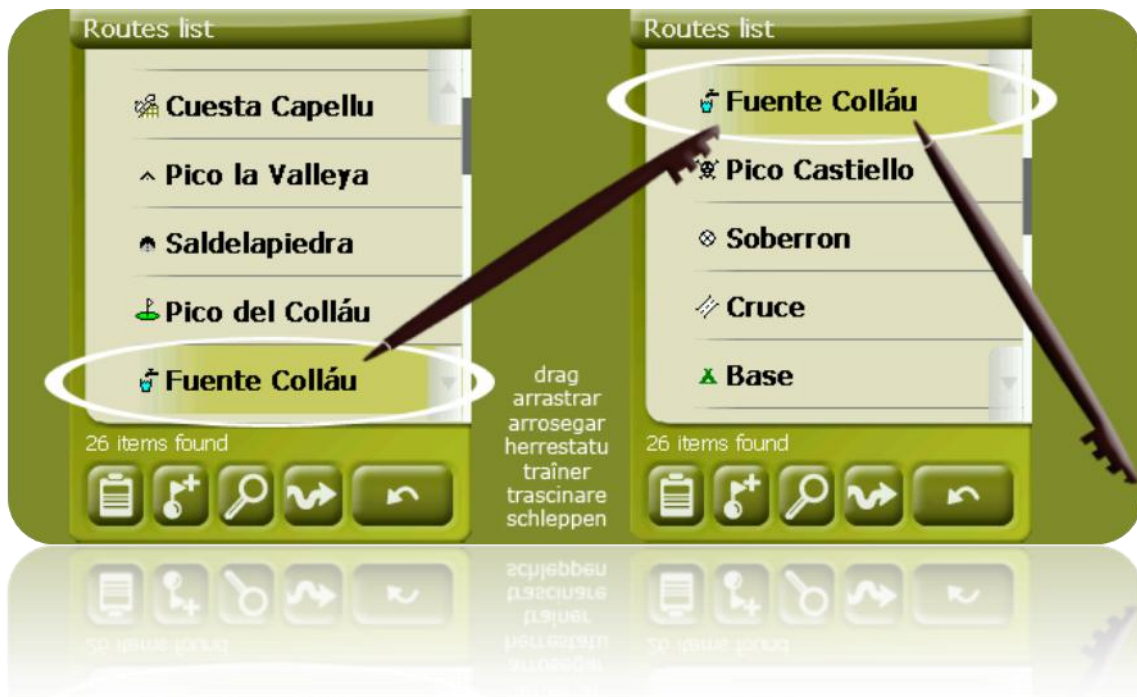 Routes list
Cuesta Capellu
Pico la Valleya
Saldelapiedra
Pico del Colláu
Fuente Colláu
26 items found
drag
arrastrar
arrosegar
herrestatu
traîner
trascinare
schleppen
Routes list
Fuente Colláu
Pico Castiello
Soberron
Cruce
Base
26 items found